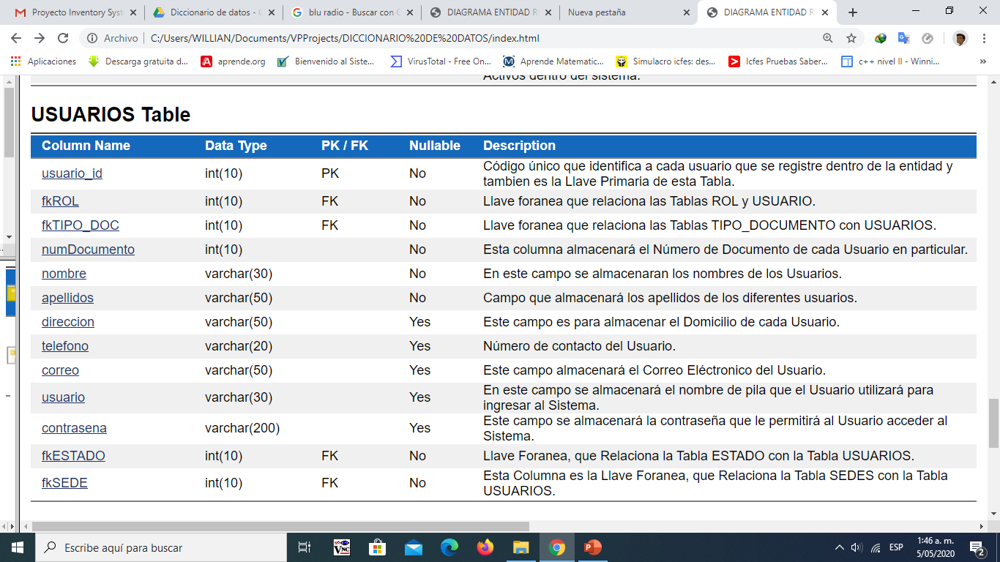 Proyecto Inventory Syst
Diccionario de datos - G
blu radio - Buscar con G
DIAGRAMA ENTIDAD R
Nueva pestaña
DIAGRAMA ENTIDAD R
Archivo
C:/Users/WILLIAN/Documents/VPProjects/DICCIONARIO%20DE%20DATOS/index.html
Aplicaciones
Descarga gratuita d...
aprende.org
Bienvenido al Siste...
VirusTotal - Free On...
Aprende Matematic...
Simulacro icfes: des...
Icfes Pruebas Saber...
c++ nivel II - Winni...
Activos dentro del sistema.
USUARIOS Table
Column Name Data Type PK / FK Nullable Description
usuario_id int(10) PK No Código único que identifica a cada usuario que se registre dentro de la entidad y
tambien es la Llave Primaria de esta Tabla.
fkROL int(10) FK No Llave foranea que relaciona las Tablas ROL y USUARIO.
fkTIPO_DOC int(10) FK No Llave foranea que relaciona las Tablas TIPO_DOCUMENTO con USUARIOS.
numDocumento int(10) No Esta columna almacenará el Número de Documento de cada Usuario en particular.
nombre varchar(30) No En este campo se almacenaran los nombres de los Usuarios.
apellidos varchar(50) No Campo que almacenará los apellidos de los diferentes usuarios.
direccion varchar(50) Yes Este campo es para almacenar el Domicilio de cada Usuario.
telefono varchar(20) Yes Número de contacto del Usuario.
correo varchar(50) Yes Este campo almacenará el Correo Eléctronico del Usuario.
usuario varchar(30) Yes En este campo se almacenará el nombre de pila que el Usuario utilizará para
ingresar al Sistema.
contrasena varchar(200) Yes Este campo se almacenará la contraseña que le permitirá al Usuario acceder al
Sistema.
fkESTADO int(10) FK No Llave Foranea, que Relaciona la Tabla ESTADO con la Tabla USUARIOS.
fkSEDE int(10) FK No Esta Columna es la Llave Foranea, que Relaciona la Tabla SEDES con la Tabla
USUARIOS.
Escribe aquí para buscar
VNC
ESP
1:46 a. m.
5/05/2020
2